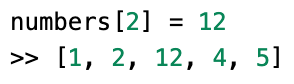 numbers[2] = 12
>> [1, 2, 12, 4, 5]